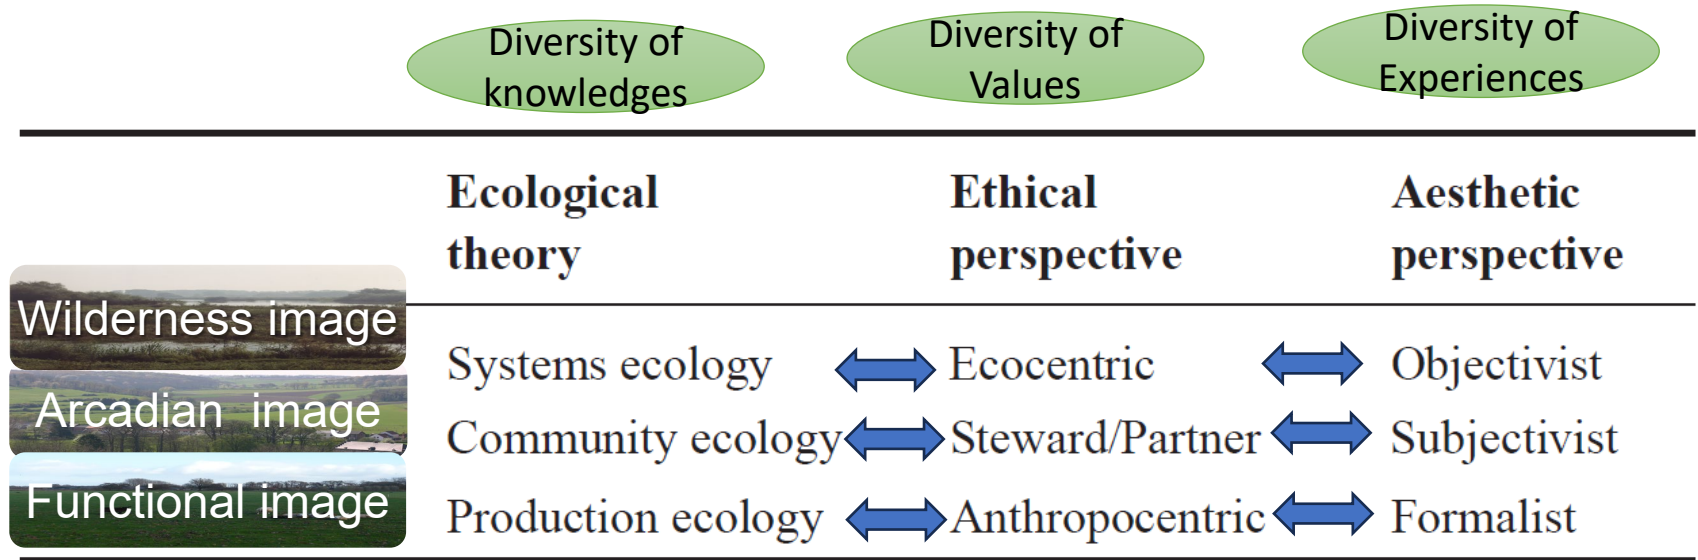 Diversity of
knowledges
Diversity of
Values
Diversity of
Experiences
Ecological
theory
Ethical
perspective
Aesthetic
perspective
Wilderness image
Systems ecology Ecocentric Objectivist
Arcadian image
Community ecology Steward/Partner Subjectivist
Functional image
Production ecology Anthropocentric Formalist